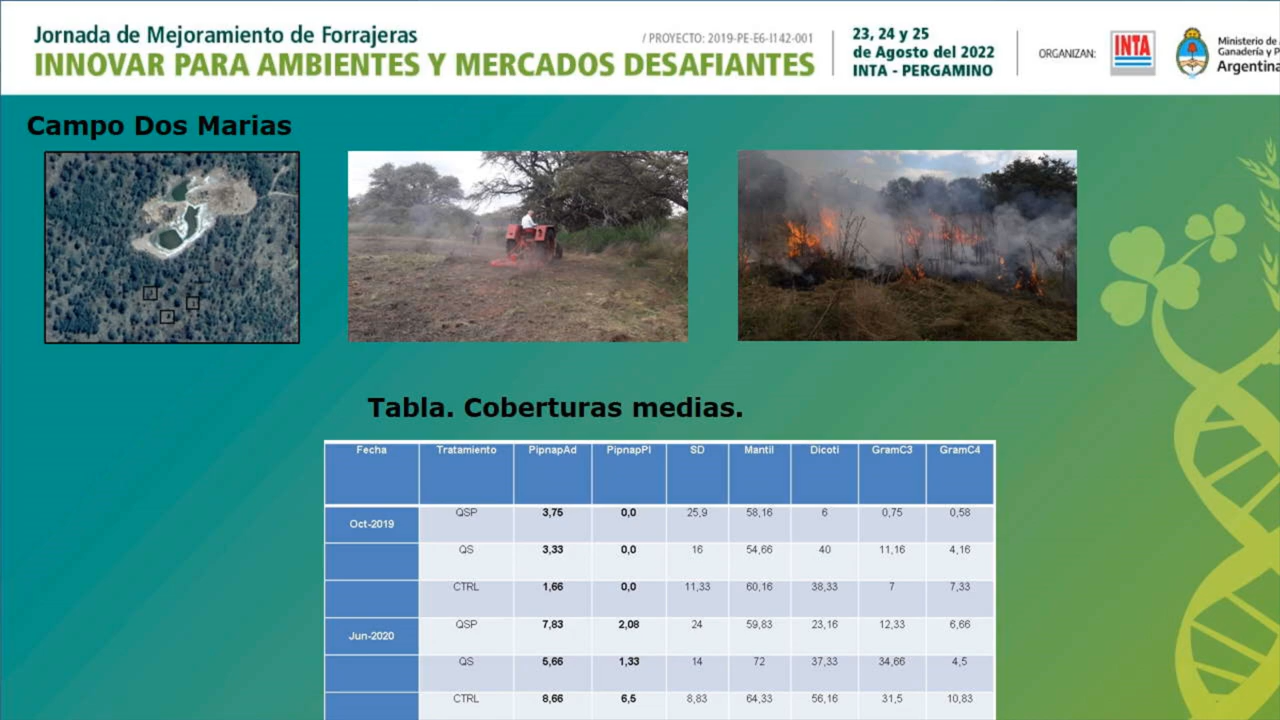 Jornada de Mejoramiento de Forrajeras
/ PROYECTO: 2019-PE-E6-I142-001
INNOVAR PARA AMBIENTES Y MERCADOS DESAFIANTES
23, 24 y 25
de Agosto del 2022
INTA - PERGAMINO
ORGANIZAN:
INTA
Ministerio de
Ganadería y P
Argentina
Campo Dos Marias
Tabla. Coberturas medias.
Fecha Tratamiento PipnapAd PipnapPl SD Mantil Dicoti GramC3 GramC4
Oct-2019 QSP 3,75 0,0 25,9 58,16 6 0,75 0,58
QS 3,33 0,0 16 54,66 40 11,16 4,16
CTRL 1,66 0,0 11,33 60,16 38,33 7 7,33
Jun-2020 QSP 7,83 2,08 24 59,83 23,16 12,33 6,66
QS 5,66 1,33 14 72 37,33 34,66 4,5
CTRL 8,66 6,5 8,83 64,33 56,16 31,5 10,83